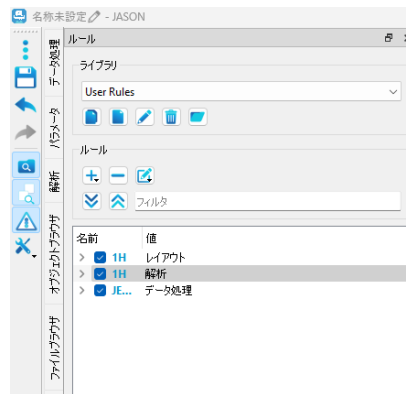 名称未設定 - JASON
ルール
ライブラリ
User Rules
ルール
フィルタ
名前 値
1H レイアウト
1H 解析
JE... データ処理
データ処理
パラメータ
解析
オブジェクトブラウザ
ファイルブラウザ